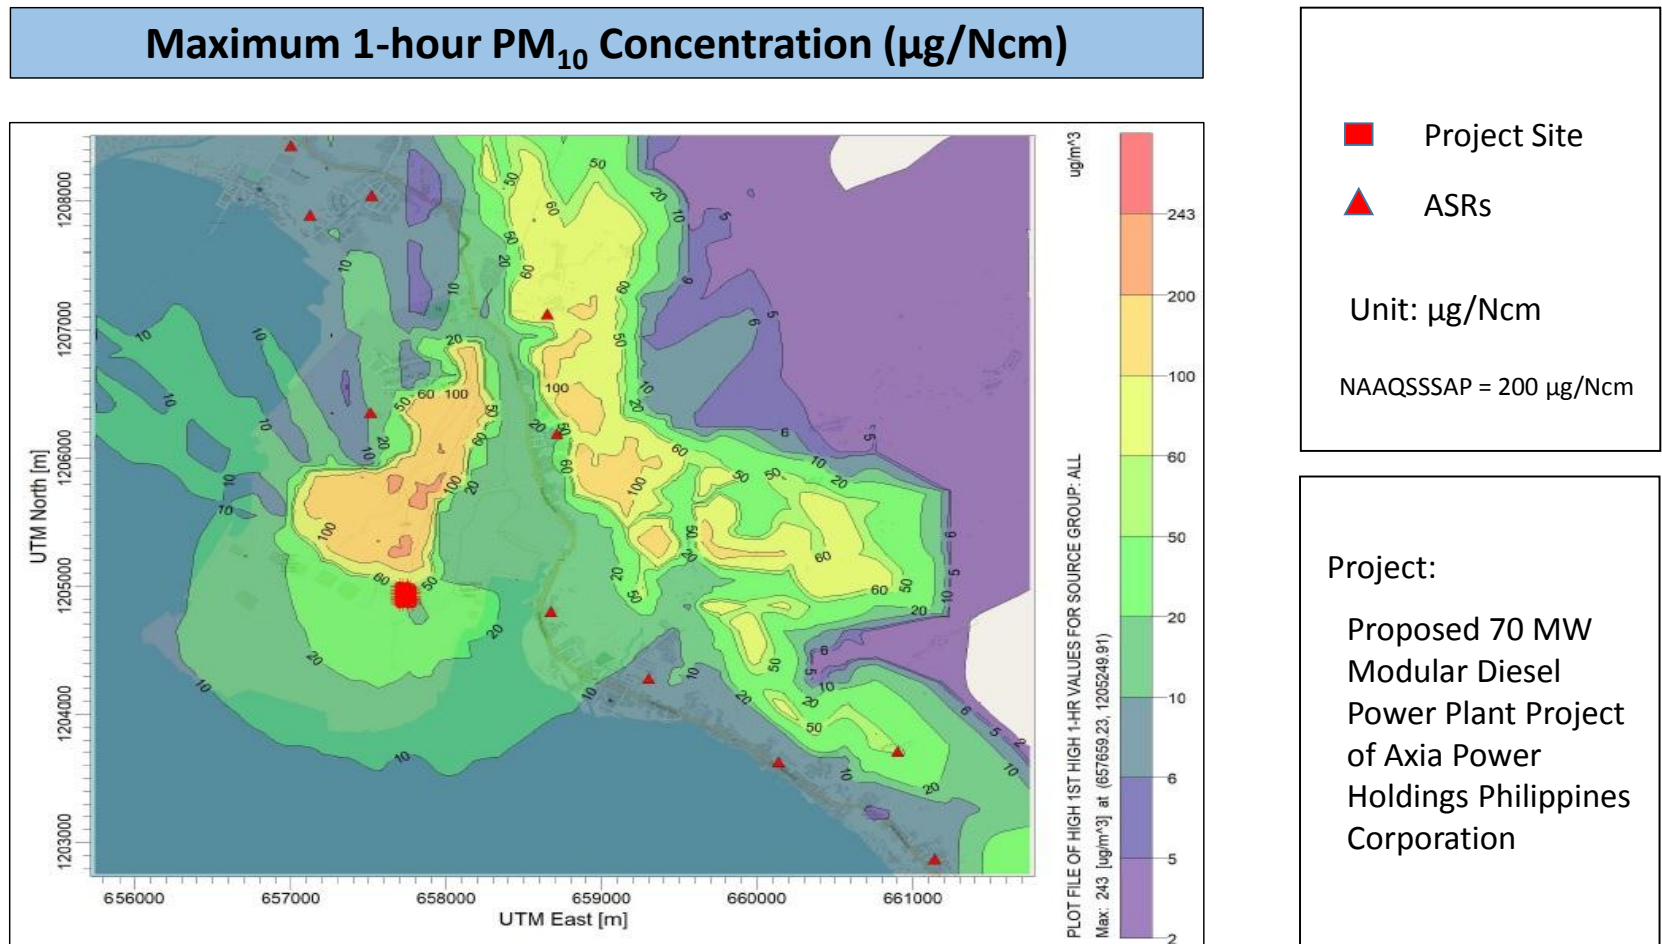 Maximum 1-hour PM10 Concentration (µg/Ncm)
Project Site
ASRs
Unit: µg/Ncm
NAAQSSSAP = 200 µg/Ncm
Project:
Proposed 70 MW
Modular Diesel
Power Plant Project
of Axia Power
Holdings Philippines
Corporation
UTM North [m]
1208000
1207000
1206000
1205000
1204000
1203000
656000
657000
658000
659000
660000
661000
UTM East [m]
PLOT FILE OF HIGH 1ST HIGH 1-HR VALUES FOR SOURCE GROUP: ALL
ug/m^3
Max: 243 [ug/m^3] at (657659.23, 1205249.91)
243
200
100
60
50
20
10
6
5
2